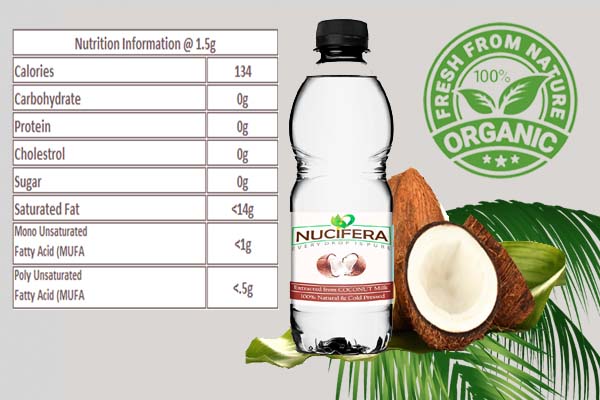 Nutrition Information @ 1.5g
Calories 134
Carbohydrate 0g
Protein 0g
Cholestrol 0g
Sugar 0g
Saturated Fat <14g
Mono Unsaturated
Fatty Acid (MUFA <1g
Poly Unsaturated
Fatty Acid (MUFA <.5g
NUCIFERA
EVERY DROP IS PURE
Extracted from COCONUT Milk
100% Natural & Cold Pressed
FRESH FROM NATURE
100%
ORGANIC